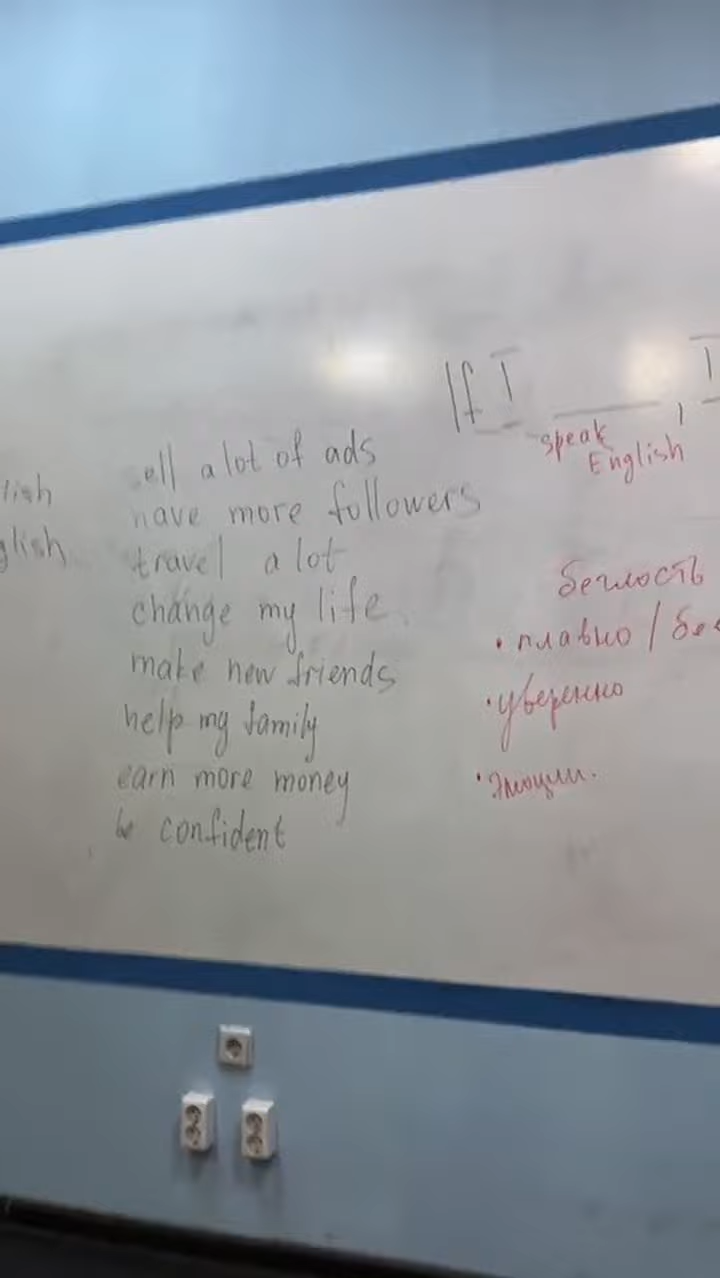 If I ____, I
speak
English
lish
glish
sell a lot of ads
have more followers
travel a lot
change my life
make new friends
help my family
earn more money
be confident
беглость
• плавно / бе
• уверенно
• эмоции.